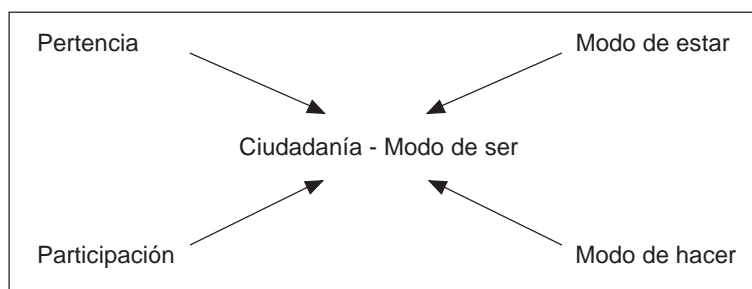 Pertencia
Modo de estar
Ciudadanía - Modo de ser
Participación
Modo de hacer